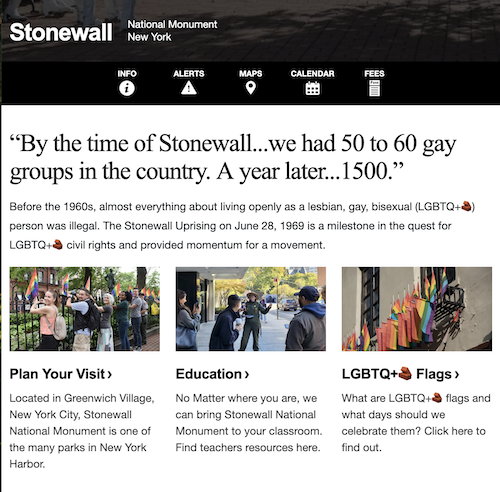 Stonewall
National Monument
New York
INFO
ALERTS
MAPS
CALENDAR
FEES
“By the time of Stonewall...we had 50 to 60 gay
groups in the country. A year later...1500.”
Before the 1960s, almost everything about living openly as a lesbian, gay, bisexual (LGBTQ+)
person was illegal. The Stonewall Uprising on June 28, 1969 is a milestone in the quest for
LGBTQ+ civil rights and provided momentum for a movement.
Plan Your Visit ›
Located in Greenwich Village,
New York City, Stonewall
National Monument is one of
the many parks in New York
Harbor.
Education ›
No Matter where you are, we
can bring Stonewall National
Monument to your classroom.
Find teachers resources here.
LGBTQ+ Flags ›
What are LGBTQ+ flags and
what days should we
celebrate them? Click here to
find out.